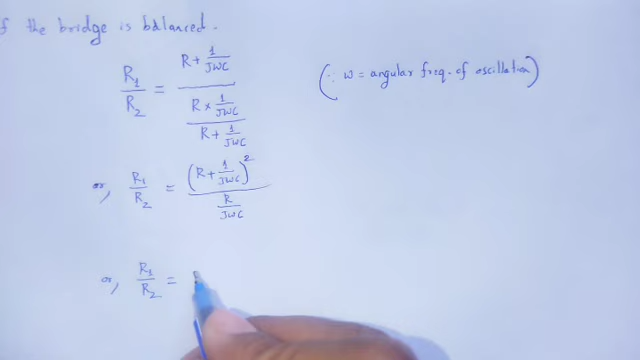 f the bridge is balanced.
R₁/R₂ = (R + 1/jωc) / ((R × 1/jωc) / (R + 1/jωc)) (∵ ω = angular freq. of oscillation)
or, R₁/R₂ = (R + 1/jωc)² / (R/jωc)
or, R₁/R₂ =